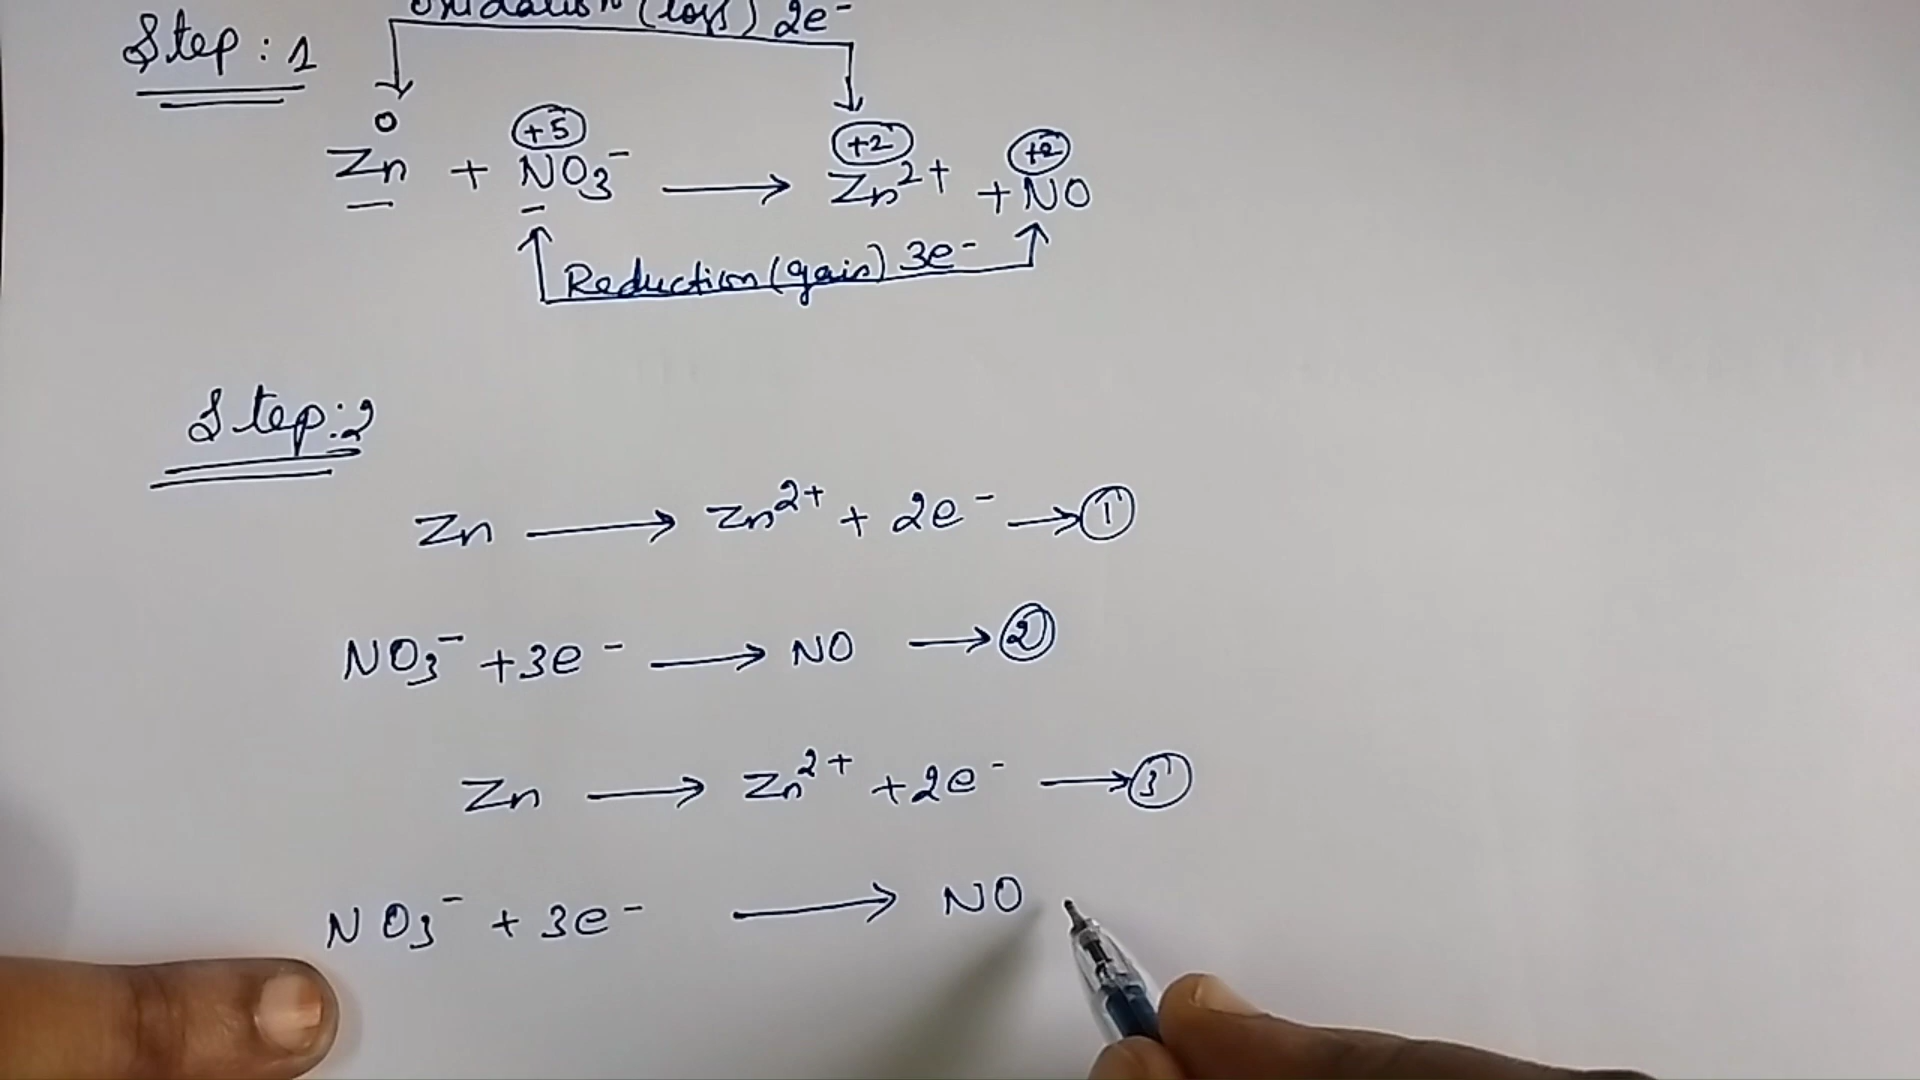 Oxidation (loss) 2e⁻
Step : 1
0 +5 +2 +2
Zn + NO₃⁻ ⟶ Zn²⁺ + NO
Reduction (gain) 3e⁻
Step : 2
Zn ⟶ Zn²⁺ + 2e⁻ → ①
NO₃⁻ + 3e⁻ ⟶ NO → ②
Zn ⟶ Zn²⁺ + 2e⁻ → ③
NO₃⁻ + 3e⁻ ⟶ NO